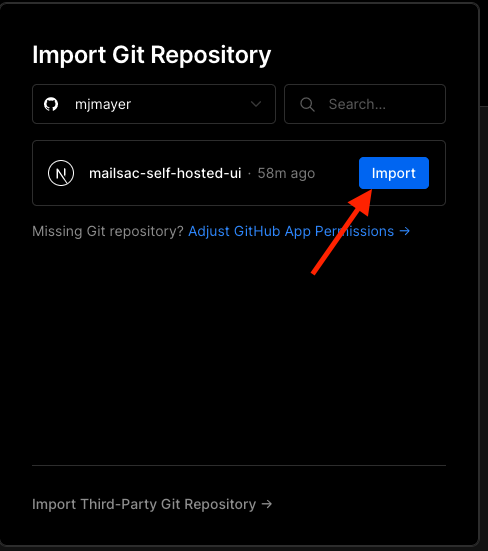 Import Git Repository
mjmayer
Search...
mailsac-self-hosted-ui · 58m ago
Import
Missing Git repository? Adjust GitHub App Permissions →
Import Third-Party Git Repository →